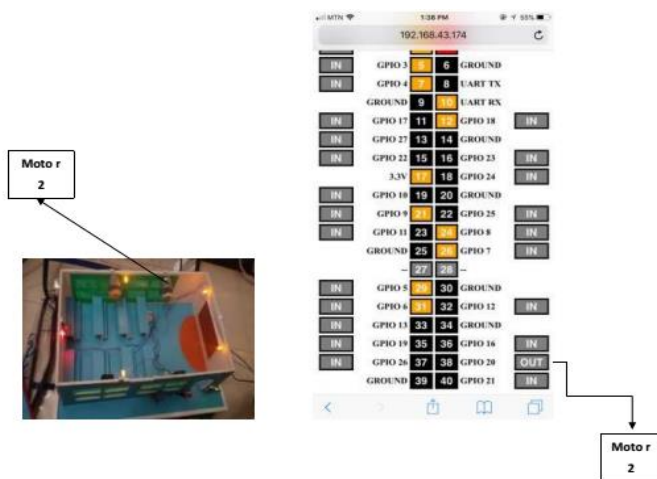 MTN 1:38 PM 55%
192.168.43.174
IN GPIO 3 5 6 GROUND
IN GPIO 4 7 8 UART TX
GROUND 9 10 UART RX
IN GPIO 17 11 12 GPIO 18 IN
IN GPIO 27 13 14 GROUND
IN GPIO 22 15 16 GPIO 23 IN
3.3V 17 18 GPIO 24 IN
IN GPIO 10 19 20 GROUND
IN GPIO 9 21 22 GPIO 25 IN
IN GPIO 11 23 24 GPIO 8 IN
GROUND 25 26 GPIO 7 IN
-- 27 28 --
IN GPIO 5 29 30 GROUND
IN GPIO 6 31 32 GPIO 12 IN
IN GPIO 13 33 34 GROUND
IN GPIO 19 35 36 GPIO 16 IN
IN GPIO 26 37 38 GPIO 20 OUT
GROUND 39 40 GPIO 21 IN
Moto r
2
Moto r
2